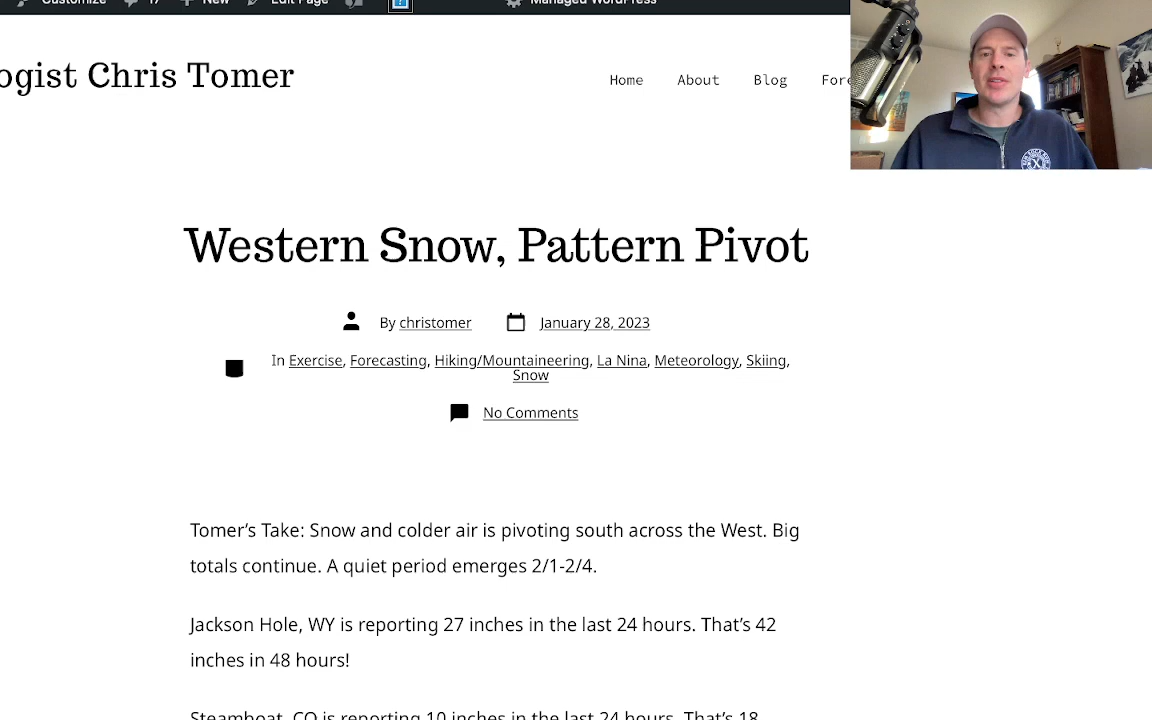 Customize 17 New Edit Page Managed WordPress
ogist Chris Tomer
Home About Blog Fore
Western Snow, Pattern Pivot
By christomer January 28, 2023
In Exercise, Forecasting, Hiking/Mountaineering, La Nina, Meteorology, Skiing,
Snow
No Comments
Tomer’s Take: Snow and colder air is pivoting south across the West. Big
totals continue. A quiet period emerges 2/1-2/4.
Jackson Hole, WY is reporting 27 inches in the last 24 hours. That’s 42
inches in 48 hours!
Steamboat, CO is reporting 10 inches in the last 24 hours. That’s 18